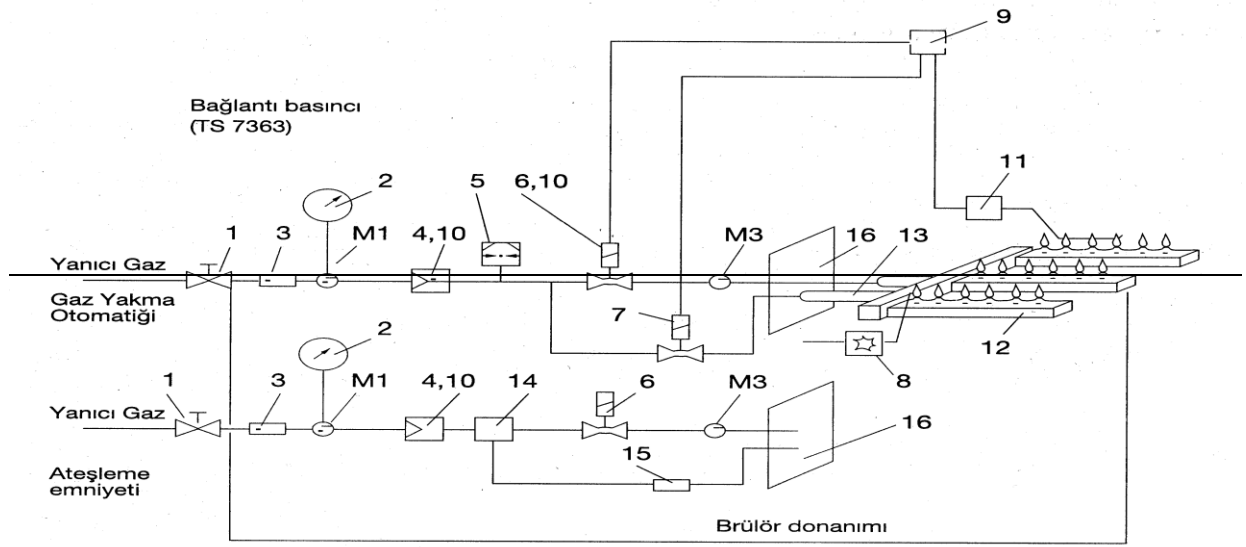 9
Bağlantı basıncı
(TS 7363)
2
5
6,10
11
1
3
M1
4,10
M3
16
13
Yanıcı Gaz
Gaz Yakma
Otomatiği
7
2
12
8
1
3
M1
4,10
14
6
M3
Yanıcı Gaz
16
15
Ateşleme
emniyeti
Brülör donanımı